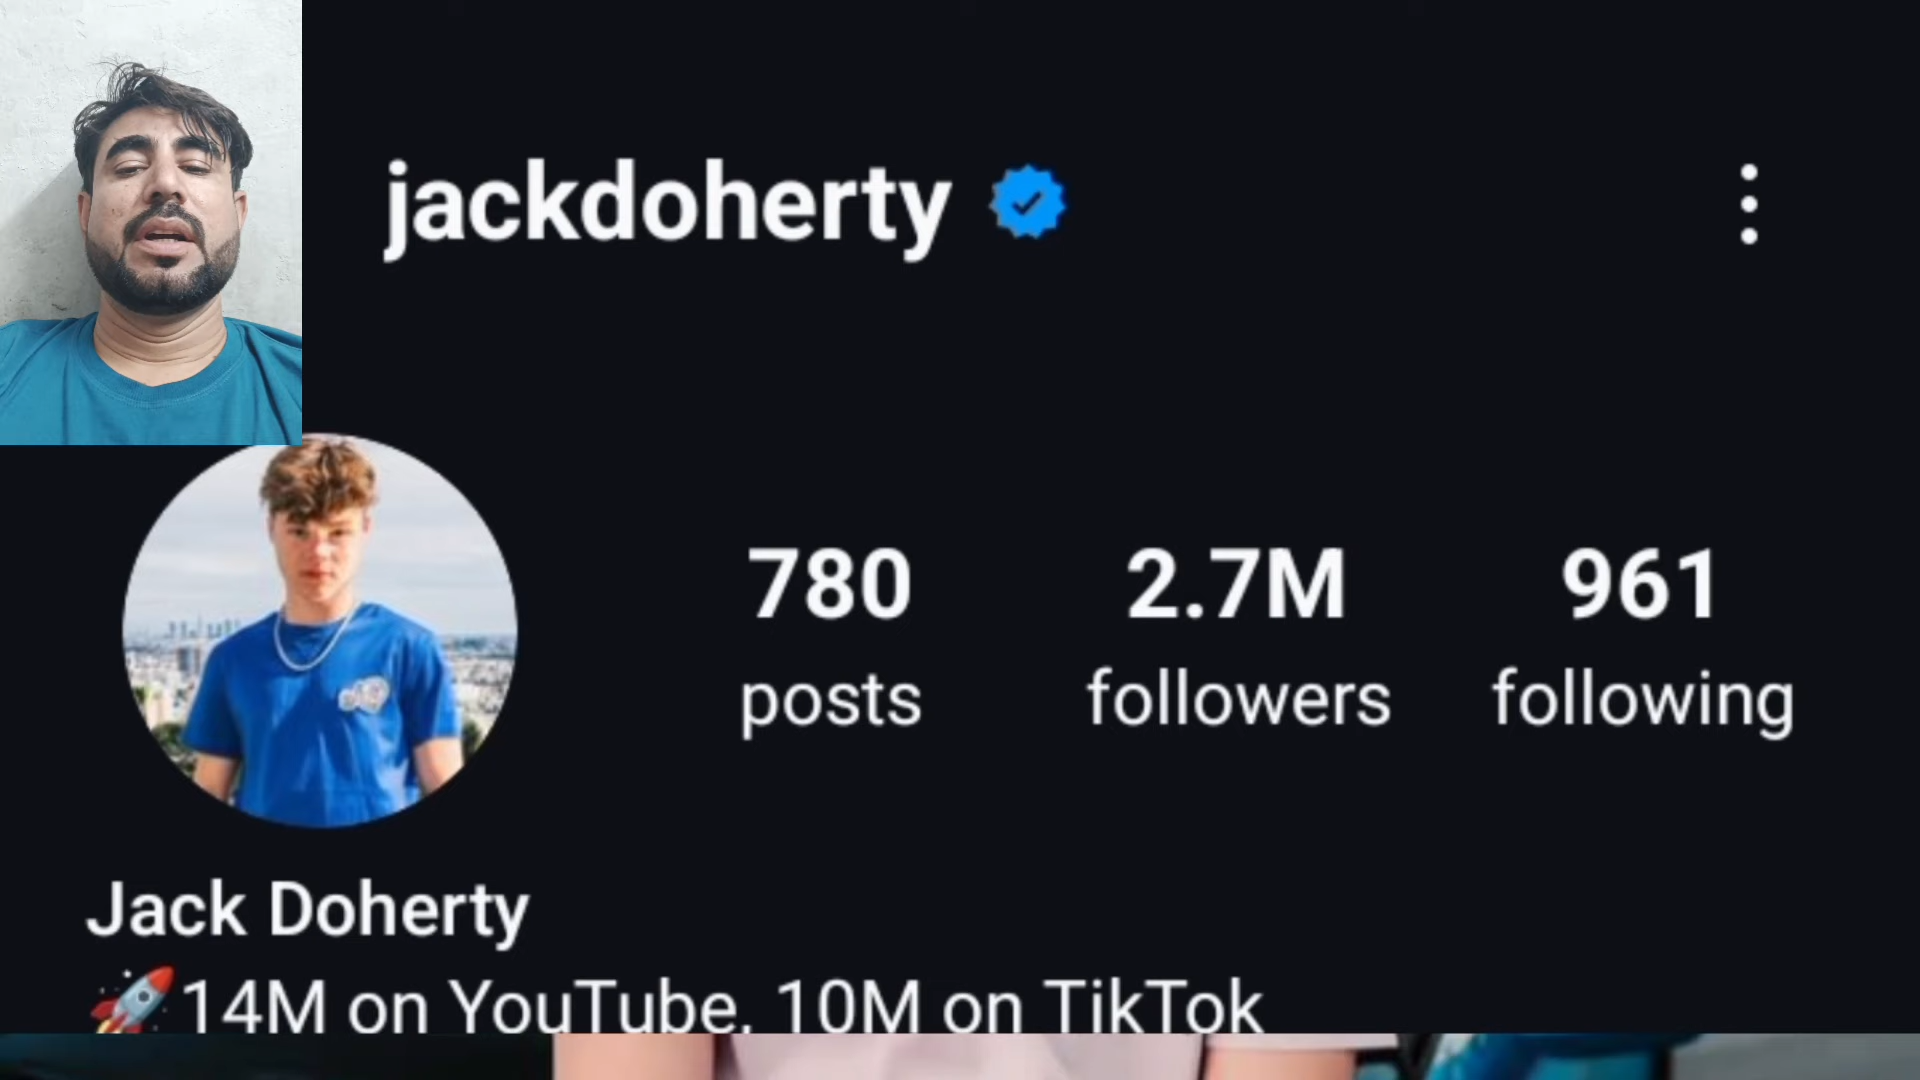 jackdoherty
780 2.7M 961
posts followers following
Jack Doherty
🚀14M on YouTube, 10M on TikTok